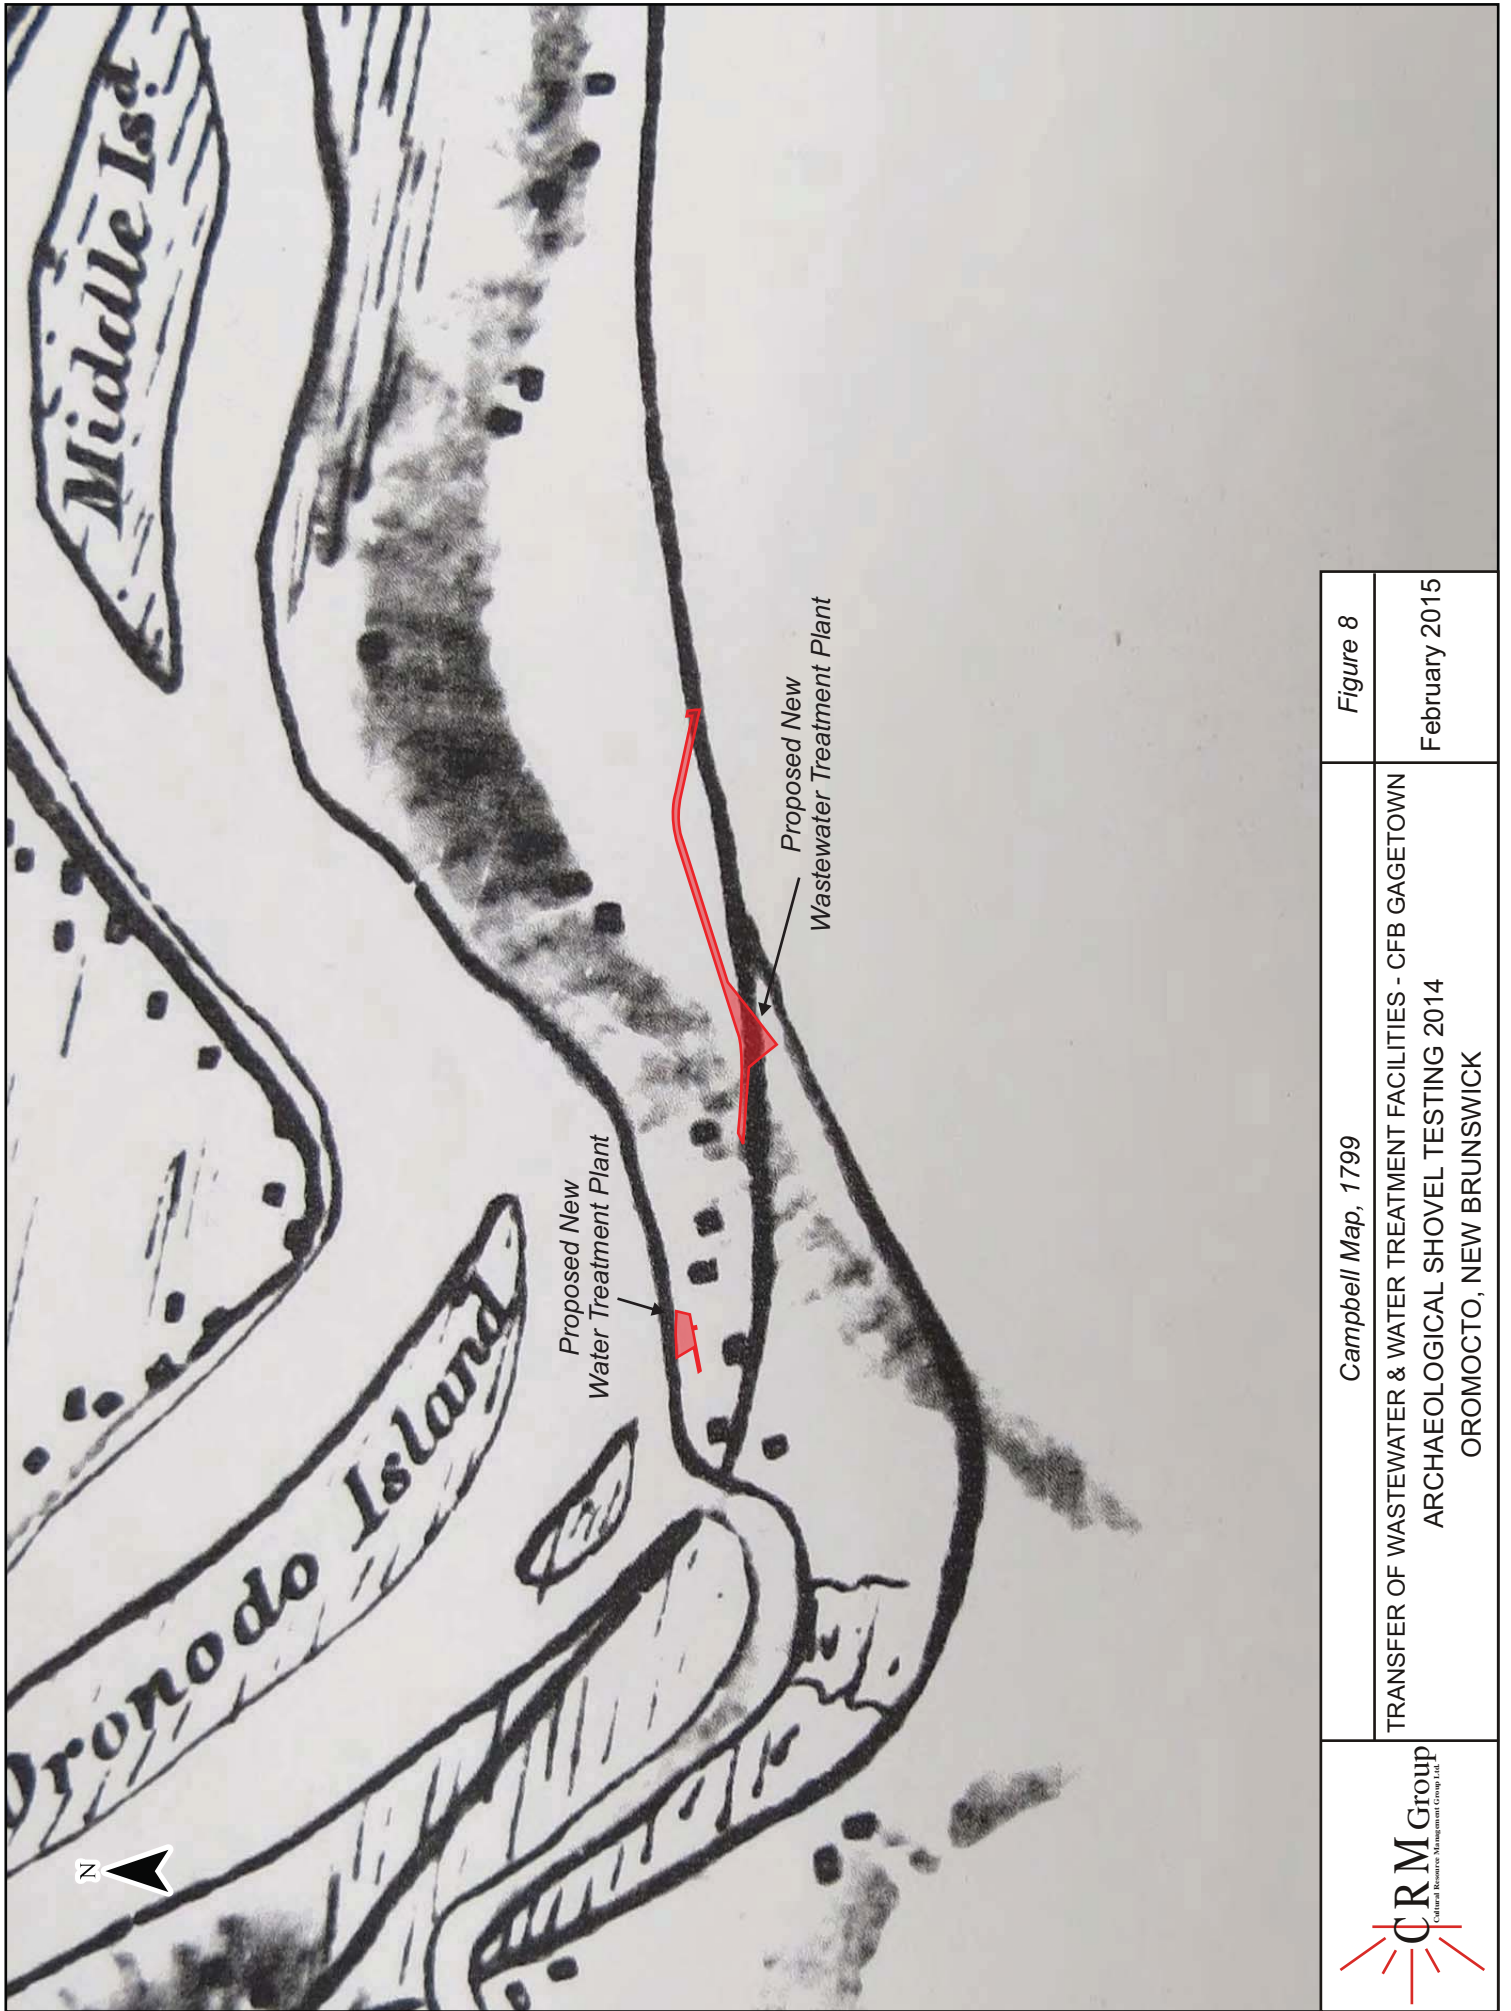 Middle Isd.
Oronodo Island
N
Proposed New
Water Treatment Plant
Proposed New
Wastewater Treatment Plant
CRM Group
Cultural Resource Management Group Ltd.
Campbell Map, 1799
Figure 8
TRANSFER OF WASTEWATER & WATER TREATMENT FACILITIES - CFB GAGETOWN
ARCHAEOLOGICAL SHOVEL TESTING 2014
OROMOCTO, NEW BRUNSWICK
February 2015